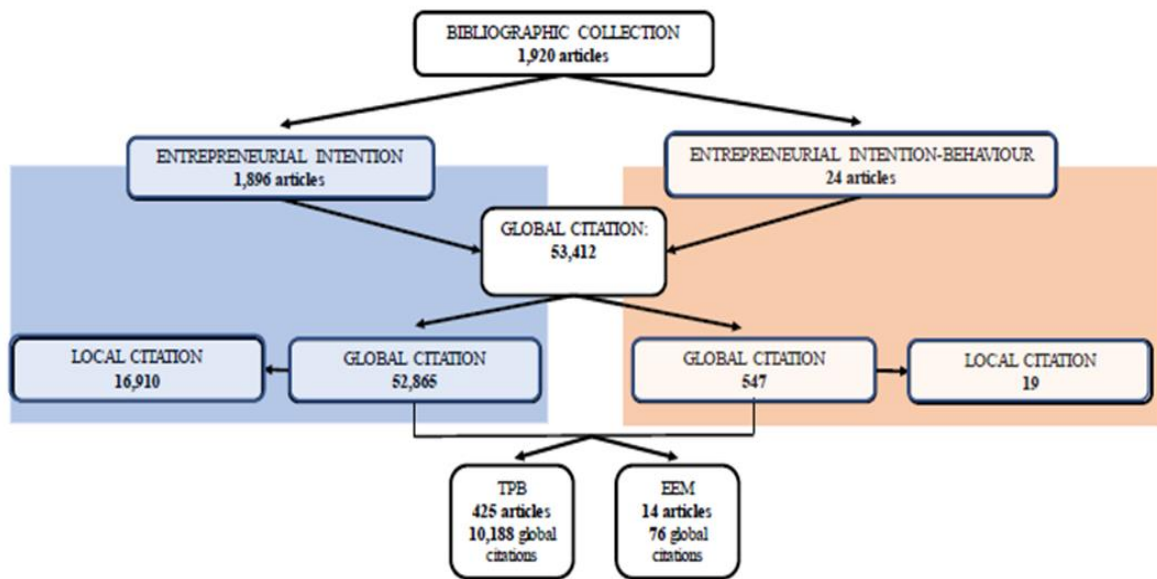 BIBLIOGRAPHIC COLLECTION
1,920 articles
ENTREPRENEURIAL INTENTION
1,896 articles
ENTREPRENEURIAL INTENTION-BEHAVIOUR
24 articles
GLOBAL CITATION:
53,412
LOCAL CITATION
16,910
GLOBAL CITATION
52,865
GLOBAL CITATION
547
LOCAL CITATION
19
TPB
425 articles
10,188 global
citations
EEM
14 articles
76 global
citations